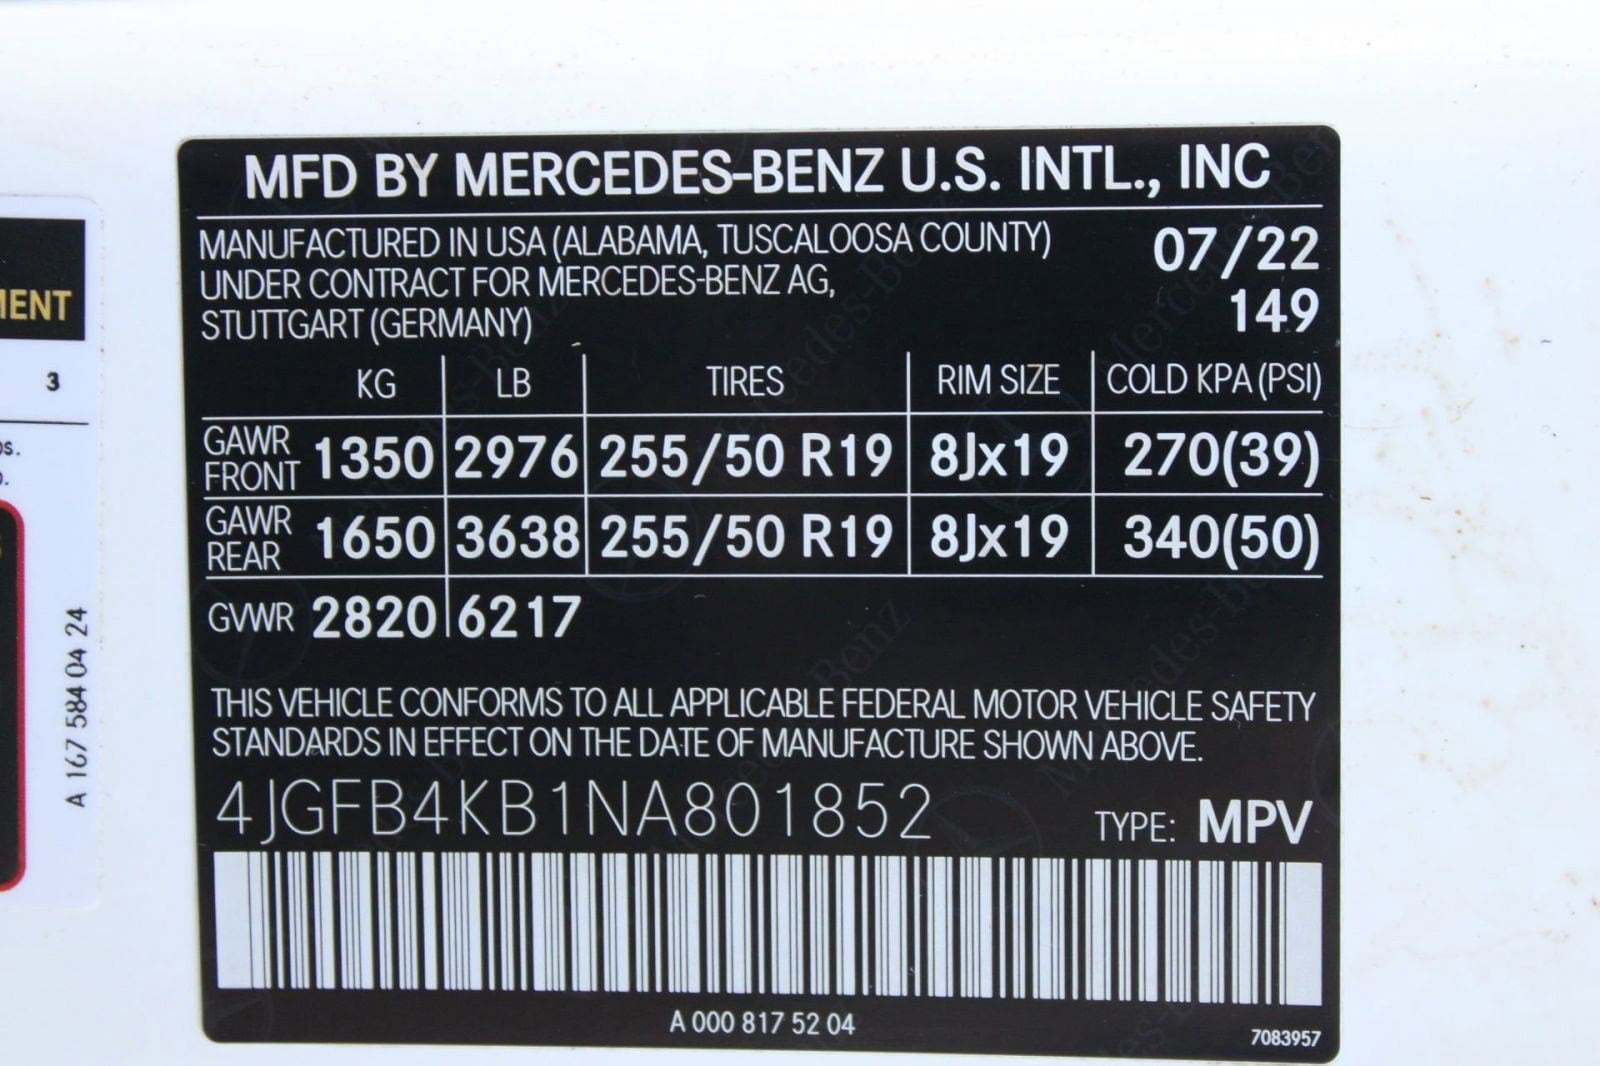 MENT
3
A 167 584 04 24
MFD BY MERCEDES-BENZ U.S. INTL., INC
MANUFACTURED IN USA (ALABAMA, TUSCALOOSA COUNTY)
UNDER CONTRACT FOR MERCEDES-BENZ AG,
STUTTGART (GERMANY)
07/22
149
KG LB TIRES RIM SIZE COLD KPA (PSI)
GAWR FRONT 1350 2976 255/50 R19 8Jx19 270(39)
GAWR REAR 1650 3638 255/50 R19 8Jx19 340(50)
GVWR 2820 6217
THIS VEHICLE CONFORMS TO ALL APPLICABLE FEDERAL MOTOR VEHICLE SAFETY
STANDARDS IN EFFECT ON THE DATE OF MANUFACTURE SHOWN ABOVE.
4JGFB4KB1NA801852 TYPE: MPV
A 000 817 52 04
7083957